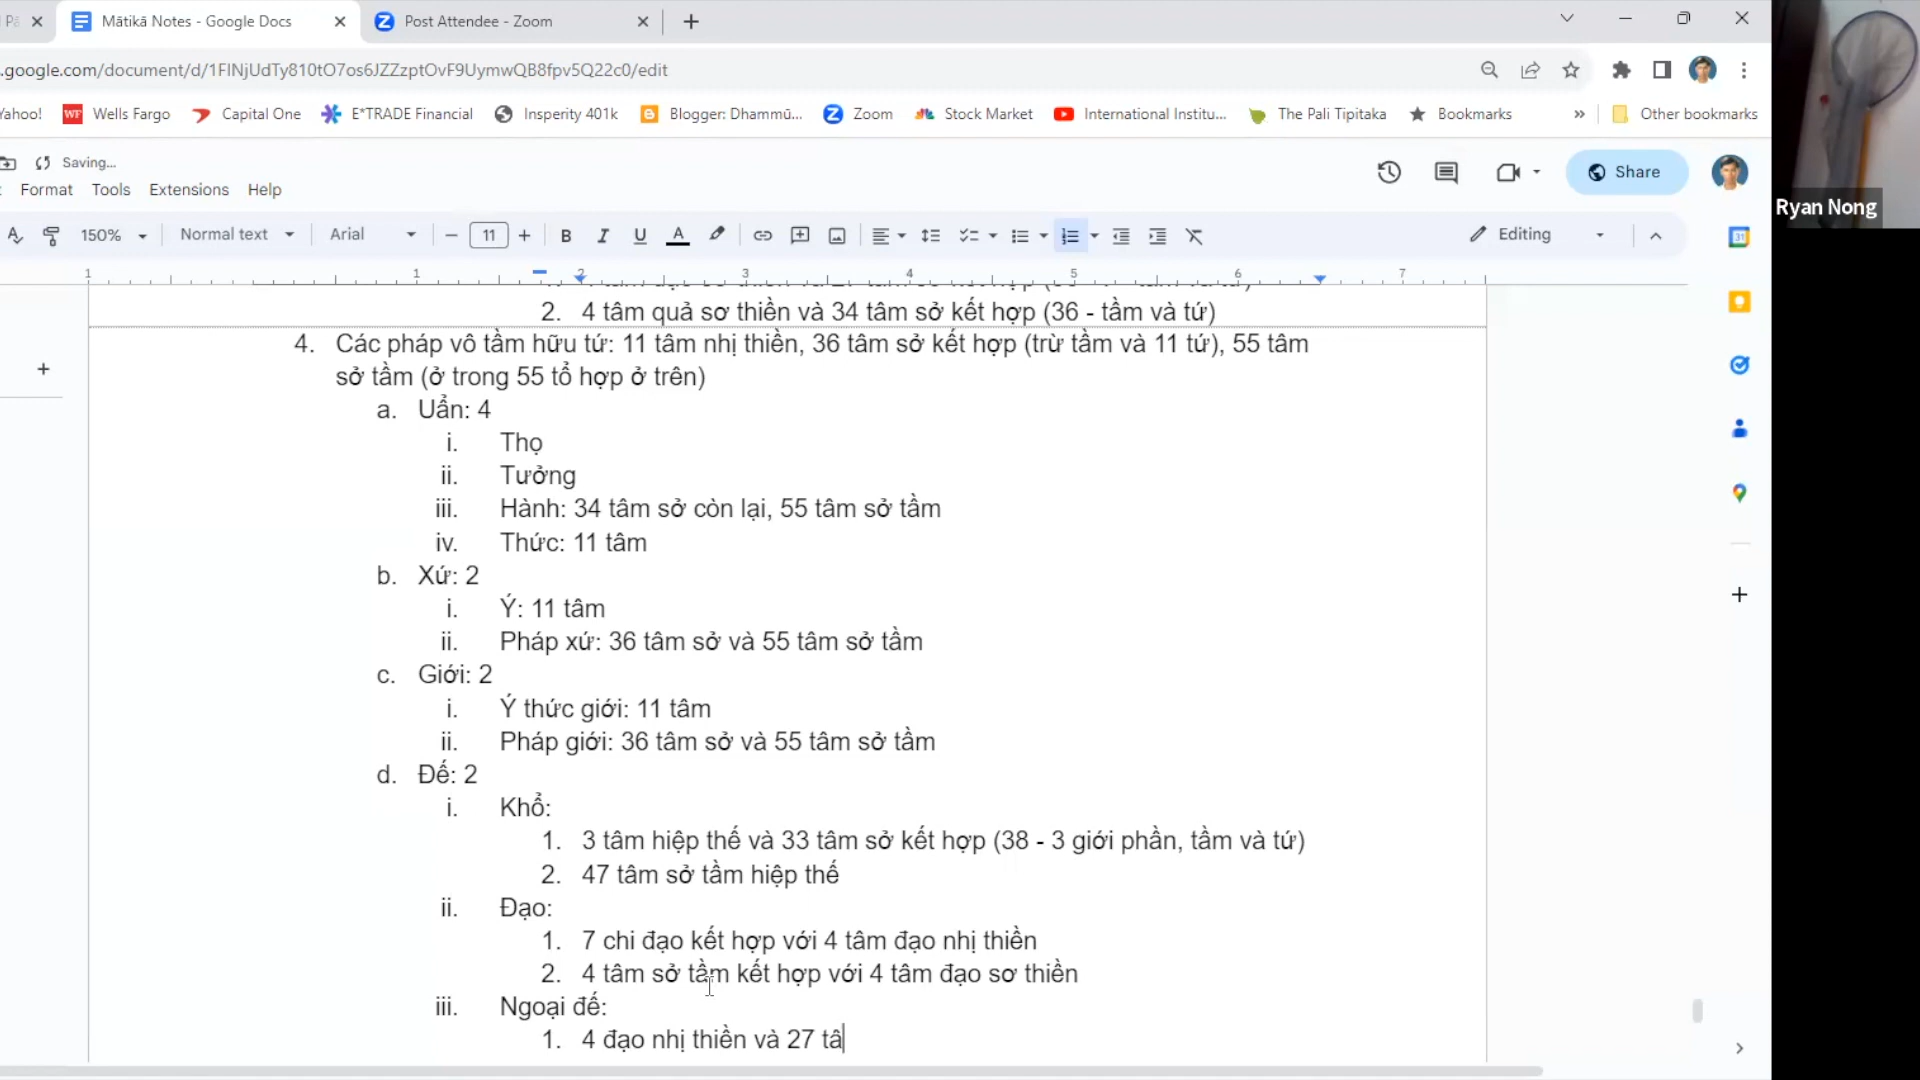 Mātikā Notes - Google Docs
Post Attendee - Zoom
.google.com/document/d/1FINjUdTy810tO7os6JZZzptOvF9UymwQB8fpv5Q22c0/edit
Yahoo! Wells Fargo Capital One E*TRADE Financial Insperity 401k Blogger: Dhammū... Zoom Stock Market International Institu... The Pali Tipitaka Bookmarks » Other bookmarks
Saving...
Share
Format Tools Extensions Help
Ryan Nong
150% Normal text Arial 11 Editing
1 1 2 3 4 5 6 7
2. 4 tâm quả sơ thiền và 34 tâm sở kết hợp (36 - tầm và tứ)
4. Các pháp vô tầm hữu tứ: 11 tâm nhị thiền, 36 tâm sở kết hợp (trừ tầm và 11 tứ), 55 tâm
sở tầm (ở trong 55 tổ hợp ở trên)
a. Uẩn: 4
i. Thọ
ii. Tưởng
iii. Hành: 34 tâm sở còn lại, 55 tâm sở tầm
iv. Thức: 11 tâm
b. Xứ: 2
i. Ý: 11 tâm
ii. Pháp xứ: 36 tâm sở và 55 tâm sở tầm
c. Giới: 2
i. Ý thức giới: 11 tâm
ii. Pháp giới: 36 tâm sở và 55 tâm sở tầm
d. Đế: 2
i. Khổ:
1. 3 tâm hiệp thế và 33 tâm sở kết hợp (38 - 3 giới phần, tầm và tứ)
2. 47 tâm sở tầm hiệp thế
ii. Đạo:
1. 7 chi đạo kết hợp với 4 tâm đạo nhị thiền
2. 4 tâm sở tầm kết hợp với 4 tâm đạo sơ thiền
iii. Ngoại đế:
1. 4 đạo nhị thiền và 27 tâ